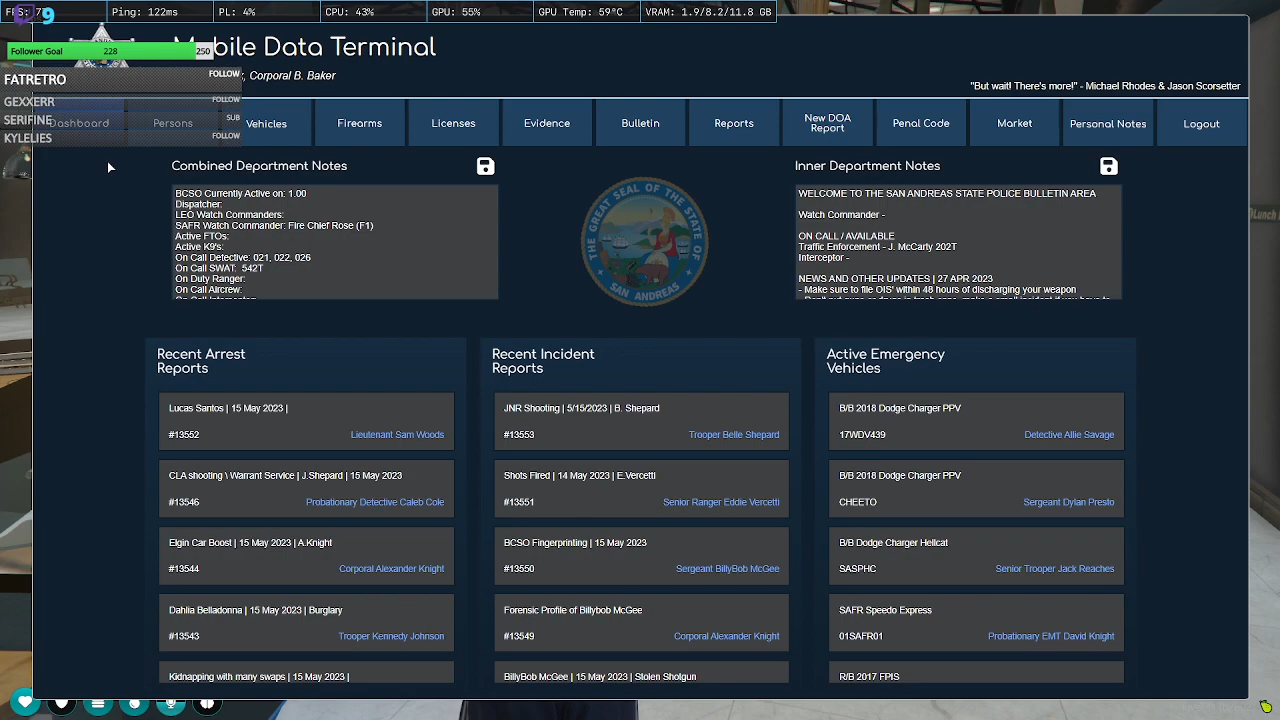 Ping: 122ms
PL: 4%
CPU: 43%
GPU: 55%
GPU Temp: 59°C
VRAM: 1.9/8.2/11.9 GB
9
Follower Goal
228
250
FATRETRO
FOLLOW
GEXXERR
FOLLOW
SERIFINE
SUB
KYLELIES
FOLLOW
Mobile Data Terminal
Corporal B. Baker
"But wait! There's more!" - Michael Rhodes & Jason Scorsetter
Dashboard
Persons
Vehicles
Firearms
Licenses
Evidence
Bulletin
Reports
New DOA
Report
Penal Code
Market
Personal Notes
Logout
Combined Department Notes
BCSO Currently Active on: 1.00
Dispatcher:
LEO Watch Commanders:
SAFR Watch Commander: Fire Chief Rose (F1)
Active FTOs:
Active K9's:
On Call Detective: 021, 022, 026
On Call SWAT: 542T
On Duty Ranger:
On Call Aircrew:
THE GREAT SEAL OF THE STATE OF
SAN ANDREAS
Inner Department Notes
WELCOME TO THE SAN ANDREAS STATE POLICE BULLETIN AREA
Watch Commander -
ON CALL / AVAILABLE
Traffic Enforcement - J. McCarty 202T
Interceptor -
NEWS AND OTHER UPDATES | 27 APR 2023
- Make sure to file OIS' within 48 hours of discharging your weapon
Recent Arrest
Reports
Lucas Santos | 15 May 2023 |
#13552
Lieutenant Sam Woods
CLA shooting \ Warrant Service | J.Shepard | 15 May 2023
#13546
Probationary Detective Caleb Cole
Elgin Car Boost | 15 May 2023 | A.Knight
#13544
Corporal Alexander Knight
Dahlia Belladonna | 15 May 2023 | Burglary
#13543
Trooper Kennedy Johnson
Kidnapping with many swaps | 15 May 2023 |
Recent Incident
Reports
JNR Shooting | 5/15/2023 | B. Shepard
#13553
Trooper Belle Shepard
Shots Fired | 14 May 2023 | E.Vercetti
#13551
Senior Ranger Eddie Vercetti
BCSO Fingerprinting | 15 May 2023
#13550
Sergeant BillyBob McGee
Forensic Profile of Billybob McGee
#13549
Corporal Alexander Knight
BillyBob McGee | 15 May 2023 | Stolen Shotgun
Active Emergency
Vehicles
B/B 2018 Dodge Charger PPV
17WDV439
Detective Allie Savage
B/B 2018 Dodge Charger PPV
CHEETO
Sergeant Dylan Presto
B/B Dodge Charger Hellcat
SASPHC
Senior Trooper Jack Reaches
SAFR Speedo Express
01SAFR01
Probationary EMT David Knight
R/B 2017 FPIS